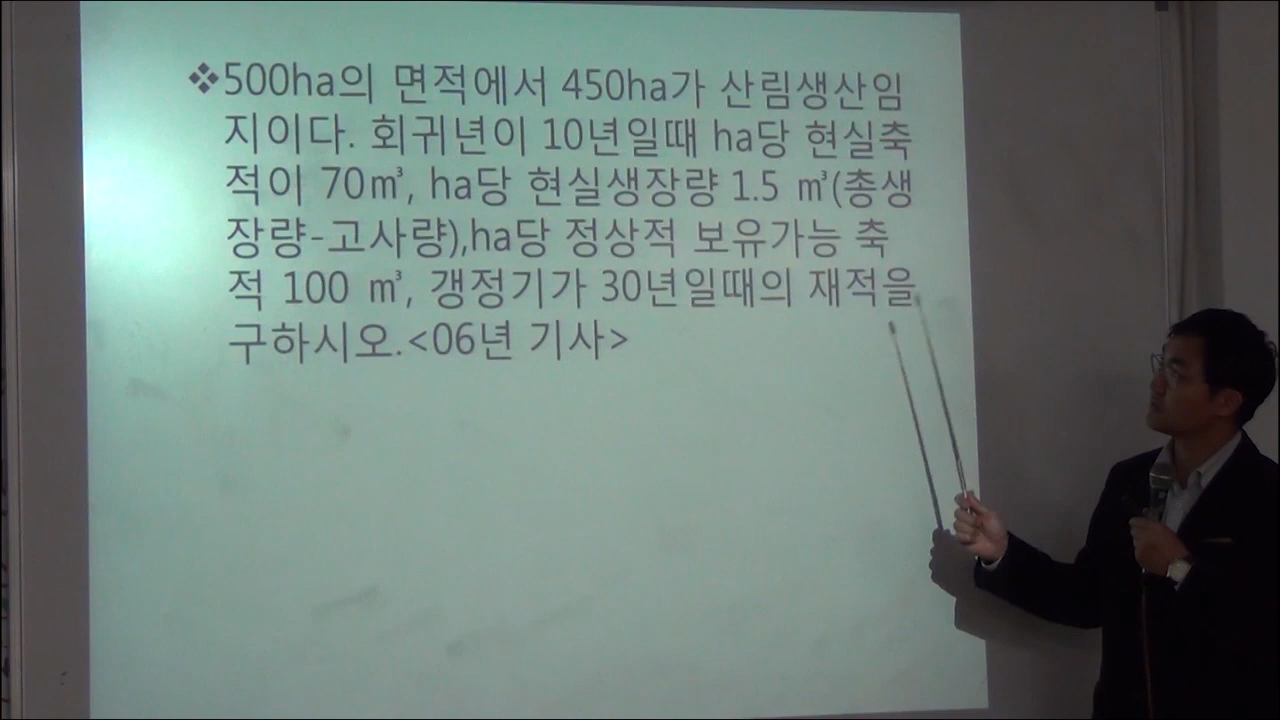 ❖500ha의 면적에서 450ha가 산림생산임
지이다. 회귀년이 10년일때 ha당 현실축
적이 70㎥, ha당 현실생장량 1.5 ㎥(총생
장량-고사량),ha당 정상적 보유가능 축
적 100 ㎥, 갱정기가 30년일때의 재적을
구하시오.<06년 기사>